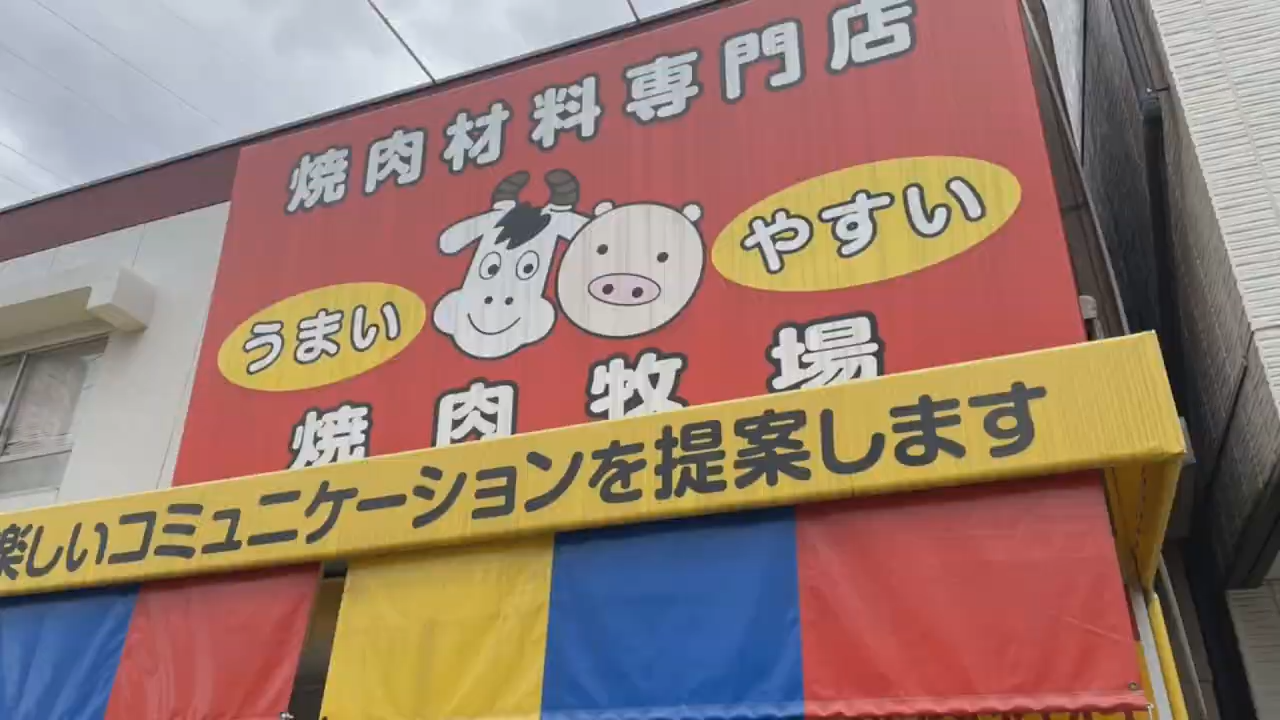 焼肉材料専門店
うまい
やすい
焼肉牧場
楽しいコミュニケーションを提案します